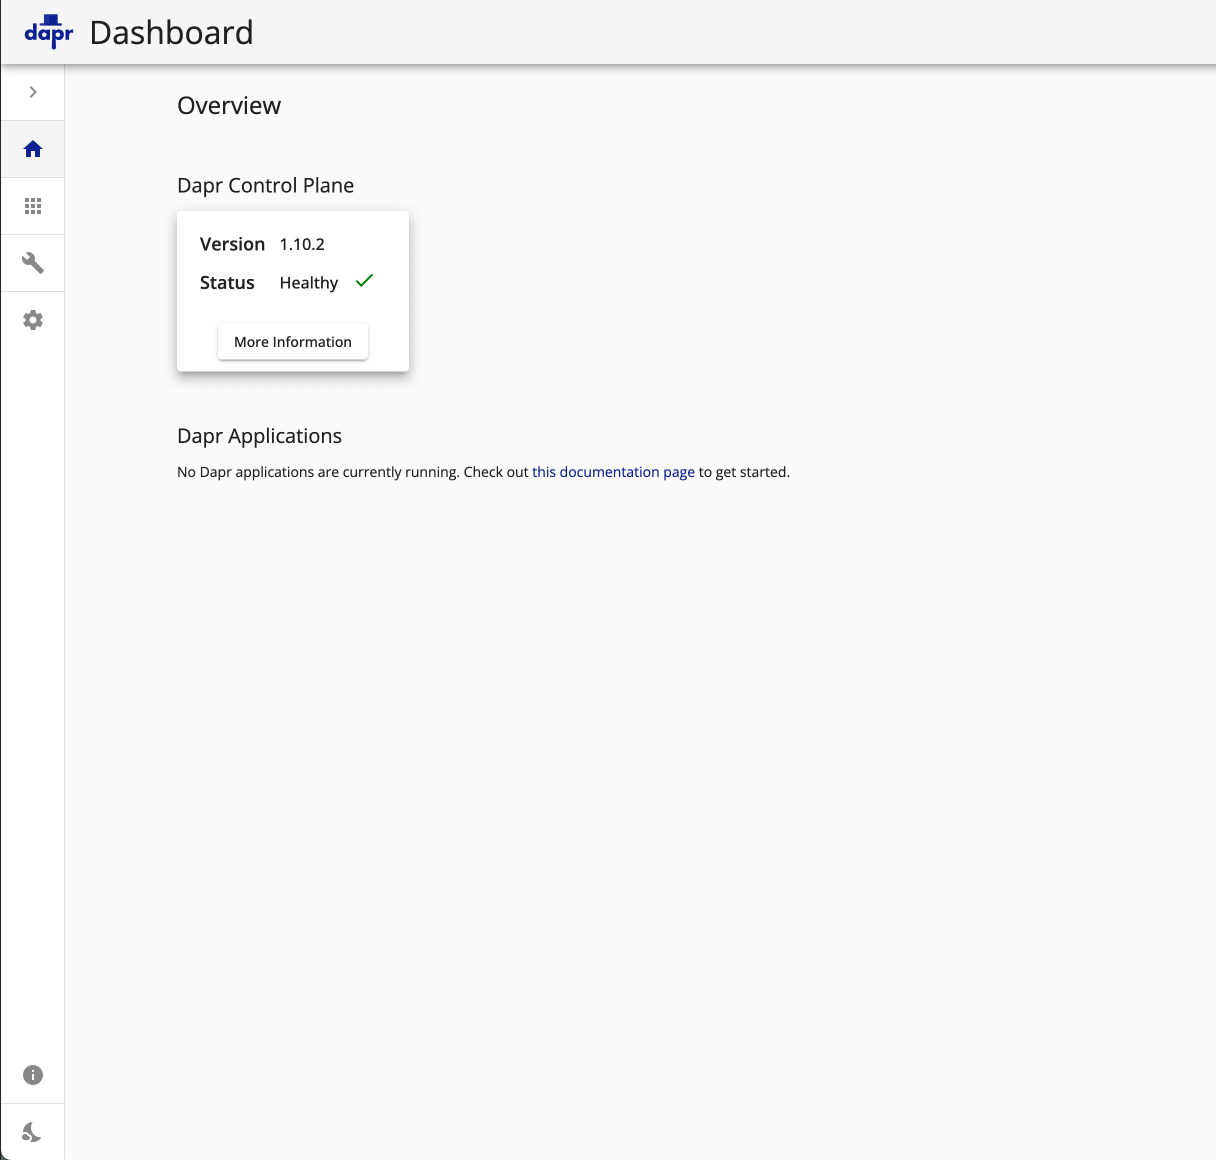 dapr Dashboard
Overview
Dapr Control Plane
Version 1.10.2
Status Healthy
More Information
Dapr Applications
No Dapr applications are currently running. Check out this documentation page to get started.